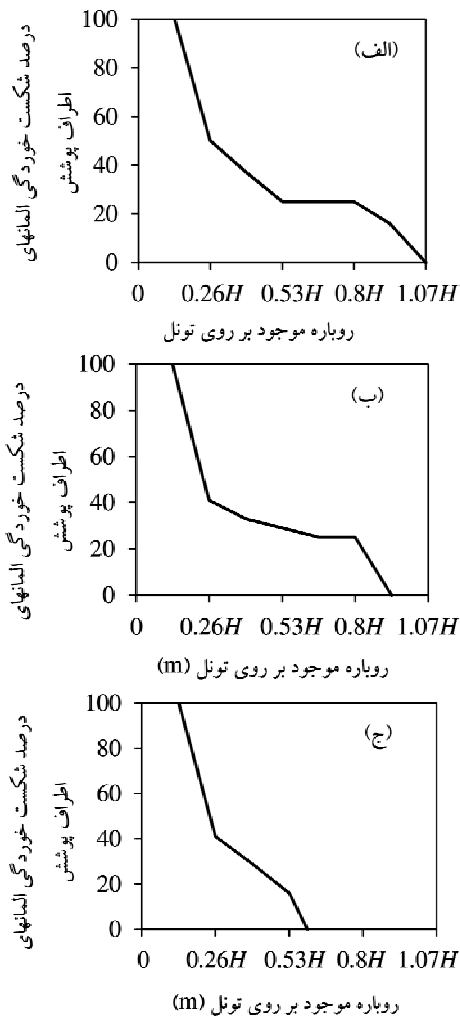 (الف)
درصد شکست خوردگی المانهای
اطراف پوشش
100
80
60
40
20
0
0 0.26H 0.53H 0.8H 1.07H
روباره موجود بر روی تونل
(ب)
درصد شکست خوردگی المانهای
اطراف پوشش
100
80
60
40
20
0
0 0.26H 0.53H 0.8H 1.07H
روباره موجود بر روی تونل (m)
(ج)
درصد شکست خوردگی المانهای
اطراف پوشش
100
80
60
40
20
0
0 0.26H 0.53H 0.8H 1.07H
روباره موجود بر روی تونل (m)